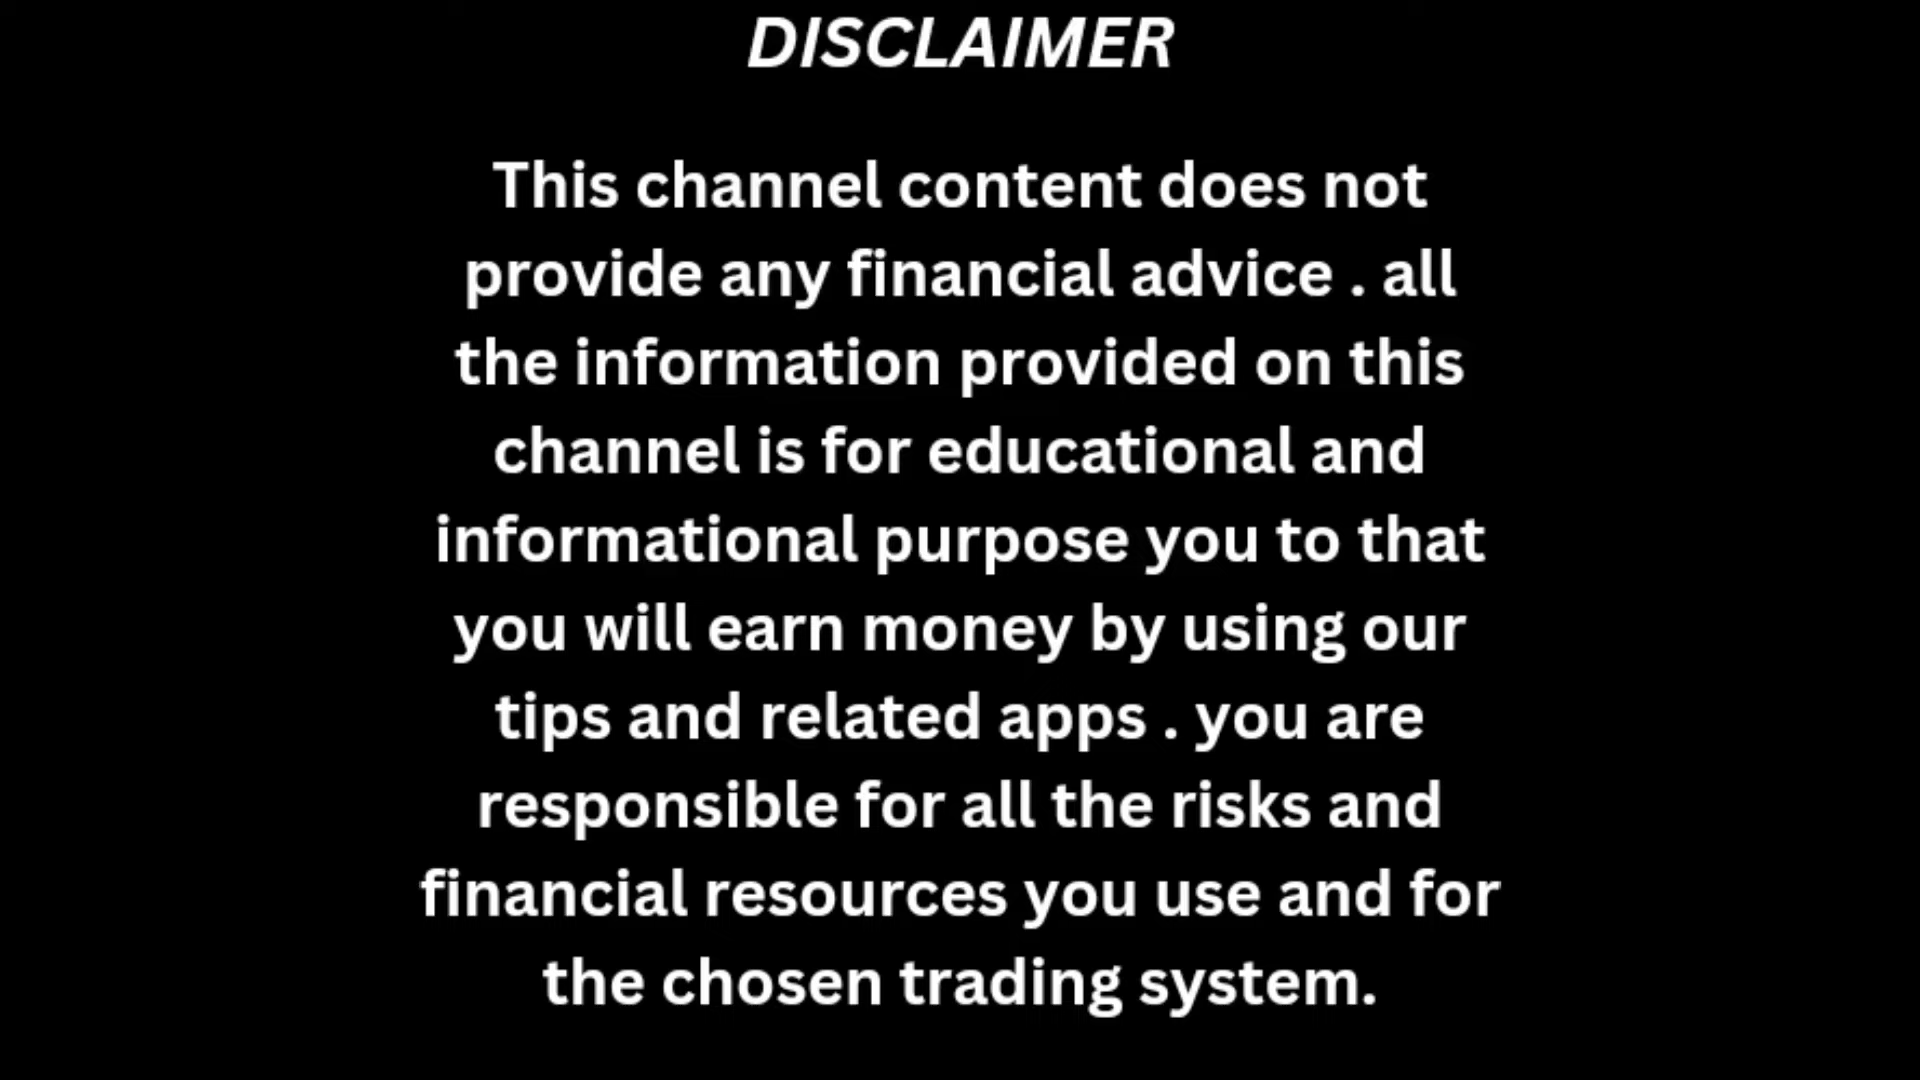 DISCLAIMER
This channel content does not
provide any financial advice . all
the information provided on this
channel is for educational and
informational purpose you to that
you will earn money by using our
tips and related apps . you are
responsible for all the risks and
financial resources you use and for
the chosen trading system.